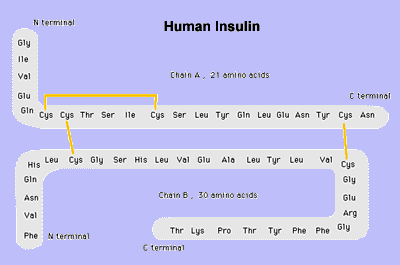 Human Insulin
N terminal
Gly
Ile
Val
Glu
Gln
Chain A , 21 amino acids
C terminal
Cys Cys Thr Ser Ile Cys Ser Leu Tyr Gln Leu Glu Asn Tyr Cys Asn
His Leu Cys Gly Ser His Leu Val Glu Ala Leu Tyr Leu Val Cys
Gln
Asn
Val
Phe
N terminal
Chain B , 30 amino acids
Gly
Glu
Arg
Gly
Thr Lys Pro Thr Tyr Phe Phe
C terminal